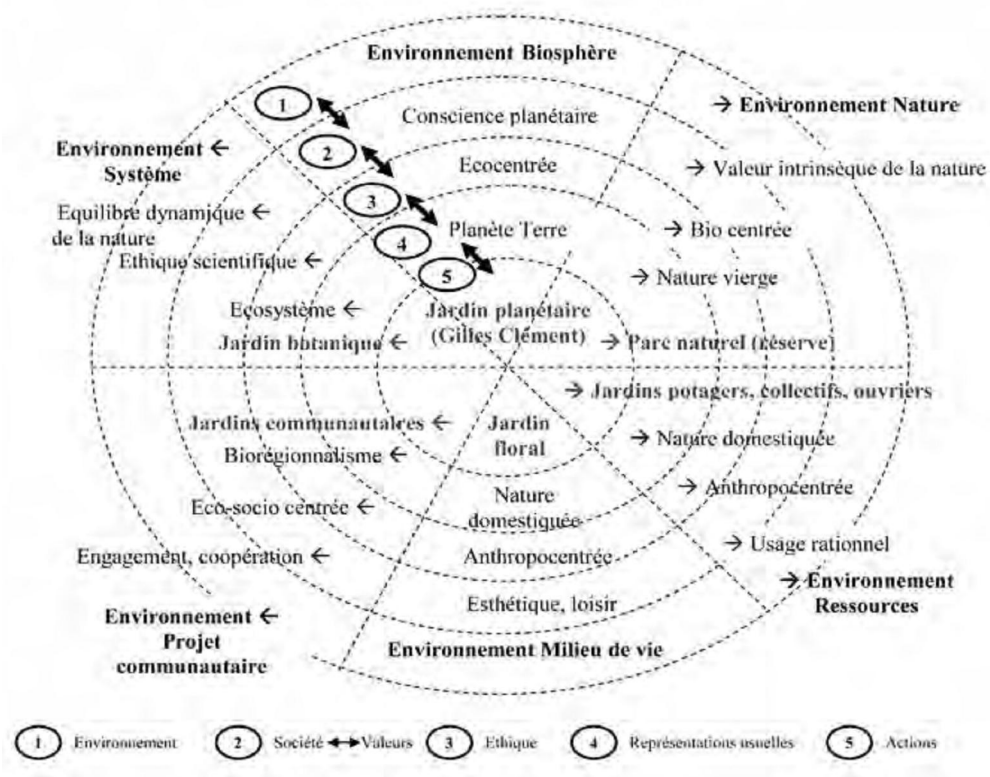 Environnement Biosphère
1
→ Environnement Nature
Conscience planétaire
Environnement ←
Système
2
Ecocentrée
→ Valeur intrinsèque de la nature
3
Equilibre dynamique ←
de la nature
4
Planète Terre
→ Bio centrée
Ethique scientifique ←
5
→ Nature vierge
Ecosystème ←
Jardin planétaire
(Gilles Clément)
Jardin botanique ←
→ Parc naturel (réserve)
→ Jardins potagers, collectifs, ouvriers
Jardins communautaires ←
Jardin
floral
→ Nature domestiquée
Biorégionnalisme ←
→ Anthropocentrée
Eco-socio centrée ←
Nature
domestiquée
Engagement, coopération ←
Anthropocentrée
→ Usage rationnel
→ Environnement
Ressources
Esthétique, loisir
Environnement ←
Projet
communautaire
Environnement Milieu de vie
1 Environnement 2 Société ↔ Valeurs 3 Ethique 4 Représentations usuelles 5 Actions